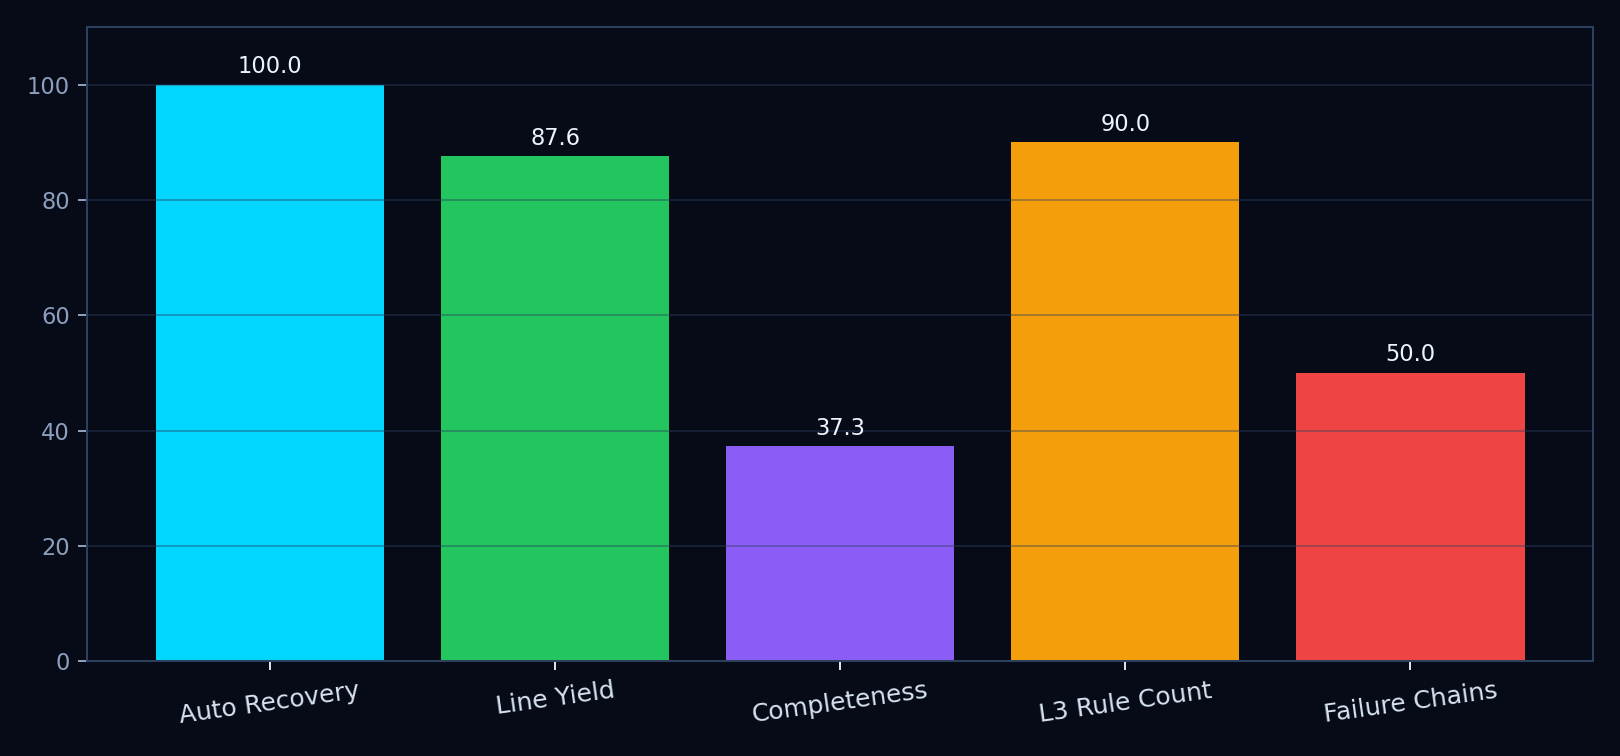 100.0
87.6
37.3
90.0
50.0
100
80
60
40
20
0
Auto Recovery
Line Yield
Completeness
L3 Rule Count
Failure Chains